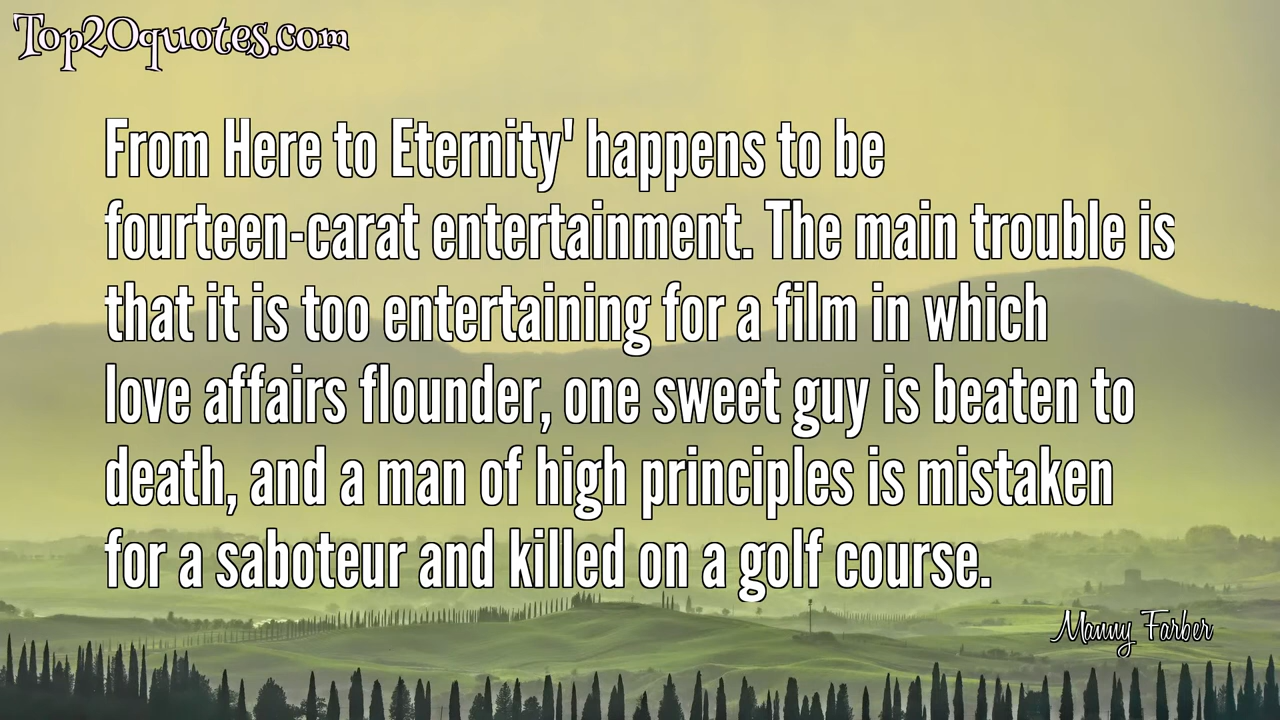 Top20quotes.com
From Here to Eternity' happens to be
fourteen-carat entertainment. The main trouble is
that it is too entertaining for a film in which
love affairs flounder, one sweet guy is beaten to
death, and a man of high principles is mistaken
for a saboteur and killed on a golf course.
Manny Farber